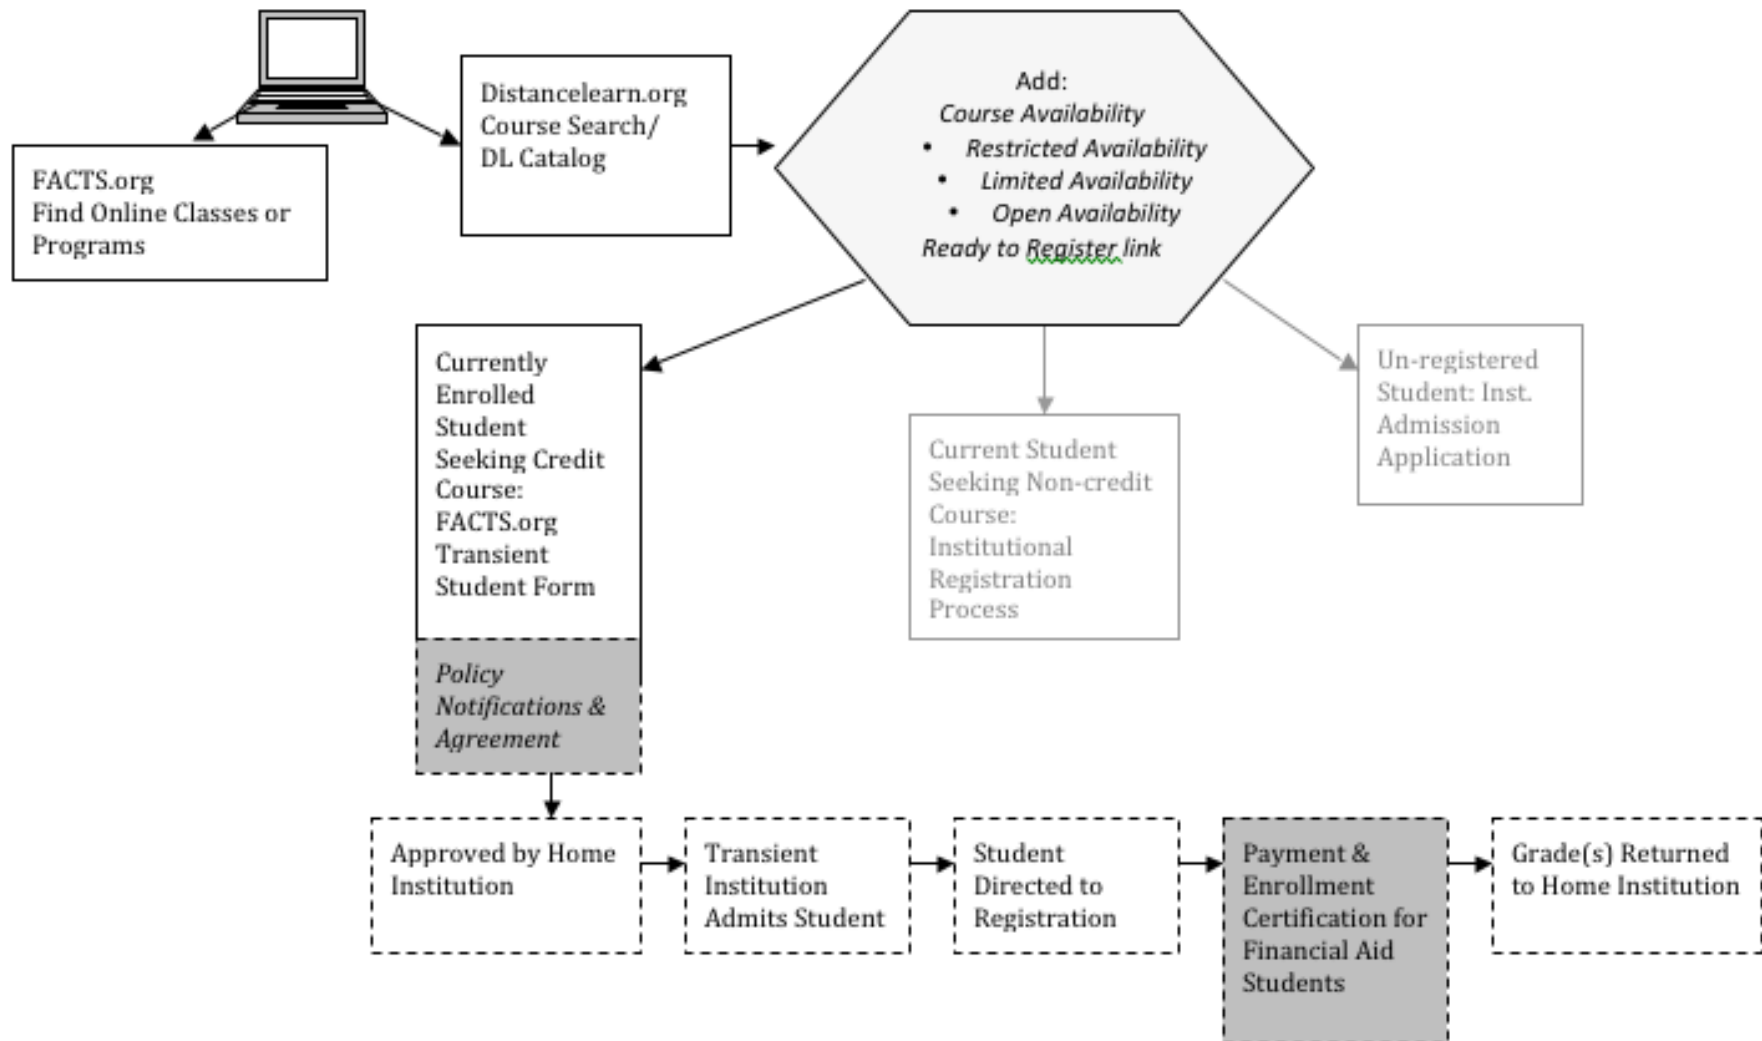 FACTS.org
Find Online Classes or
Programs
Distancelearn.org
Course Search/
DL Catalog
Add:
Course Availability
• Restricted Availability
• Limited Availability
• Open Availability
Ready to Register link
Currently
Enrolled
Student
Seeking Credit
Course:
FACTS.org
Transient
Student Form
Policy
Notifications &
Agreement
Current Student
Seeking Non-credit
Course:
Institutional
Registration
Process
Un-registered
Student: Inst.
Admission
Application
Approved by Home
Institution
Transient
Institution
Admits Student
Student
Directed to
Registration
Payment &
Enrollment
Certification for
Financial Aid
Students
Grade(s) Returned
to Home Institution